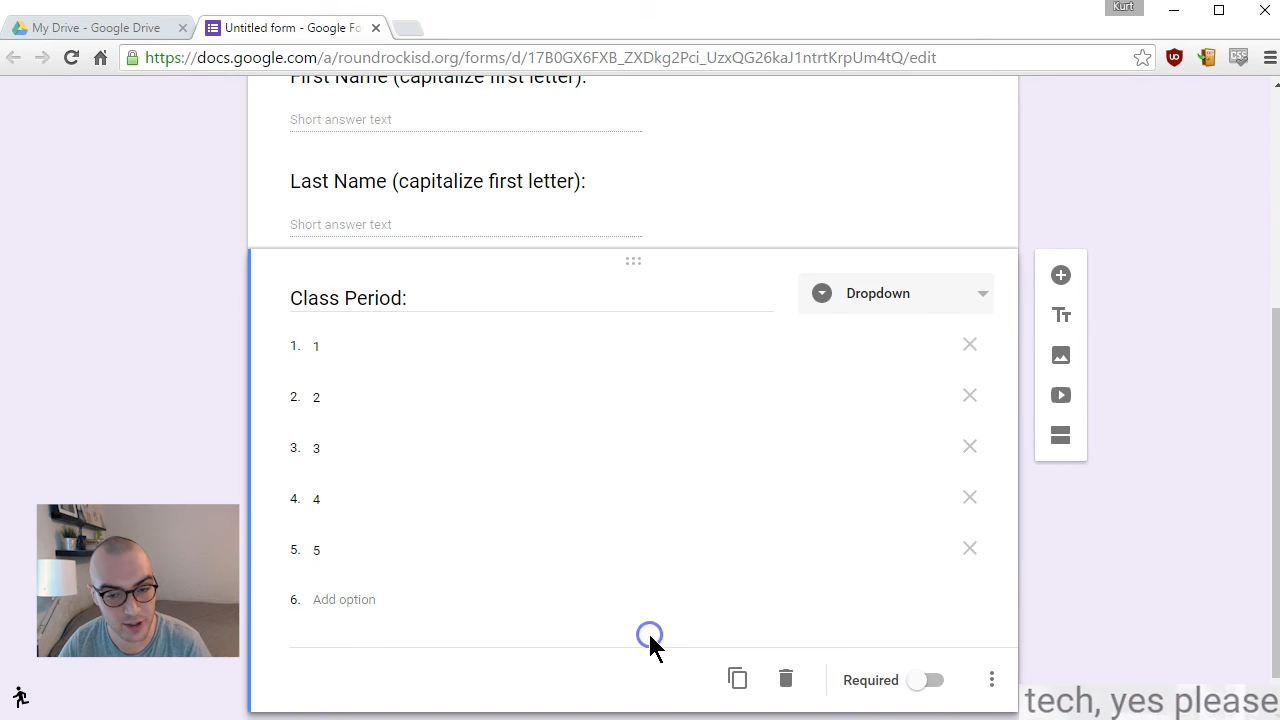 Kurt
My Drive - Google Drive
Untitled form - Google Fo
https://docs.google.com/a/roundrockisd.org/forms/d/17B0GX6FXB_ZXDkg2Pci_UzxQG26kaJ1ntrtKrpUm4tQ/edit
First Name (capitalize first letter):
Short answer text
Last Name (capitalize first letter):
Short answer text
Class Period:
Dropdown
1. 1
2. 2
3. 3
4. 4
5. 5
6. Add option
Required
tech, yes please